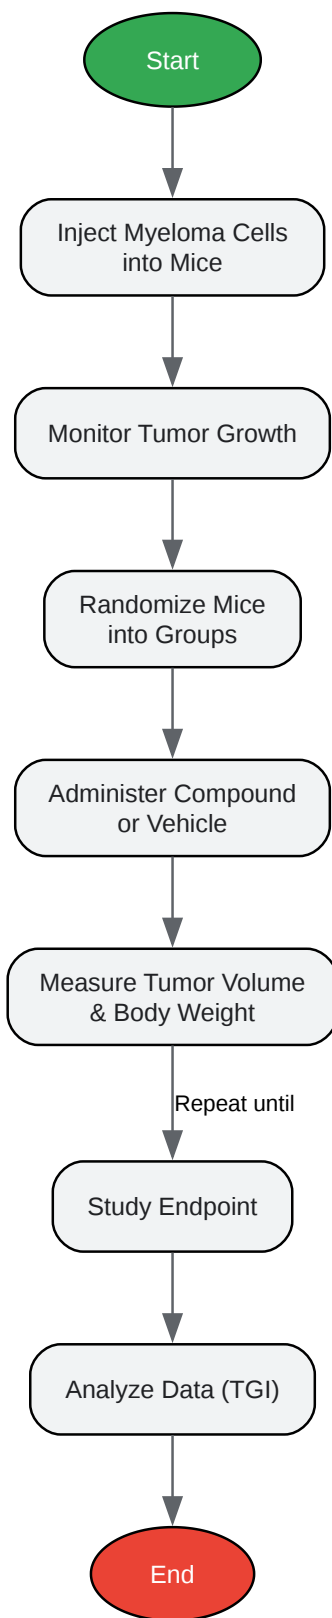 Start
Inject Myeloma Cells
into Mice
Monitor Tumor Growth
Randomize Mice
into Groups
Administer Compound
or Vehicle
Measure Tumor Volume
& Body Weight
Repeat until
Study Endpoint
Analyze Data (TGI)
End